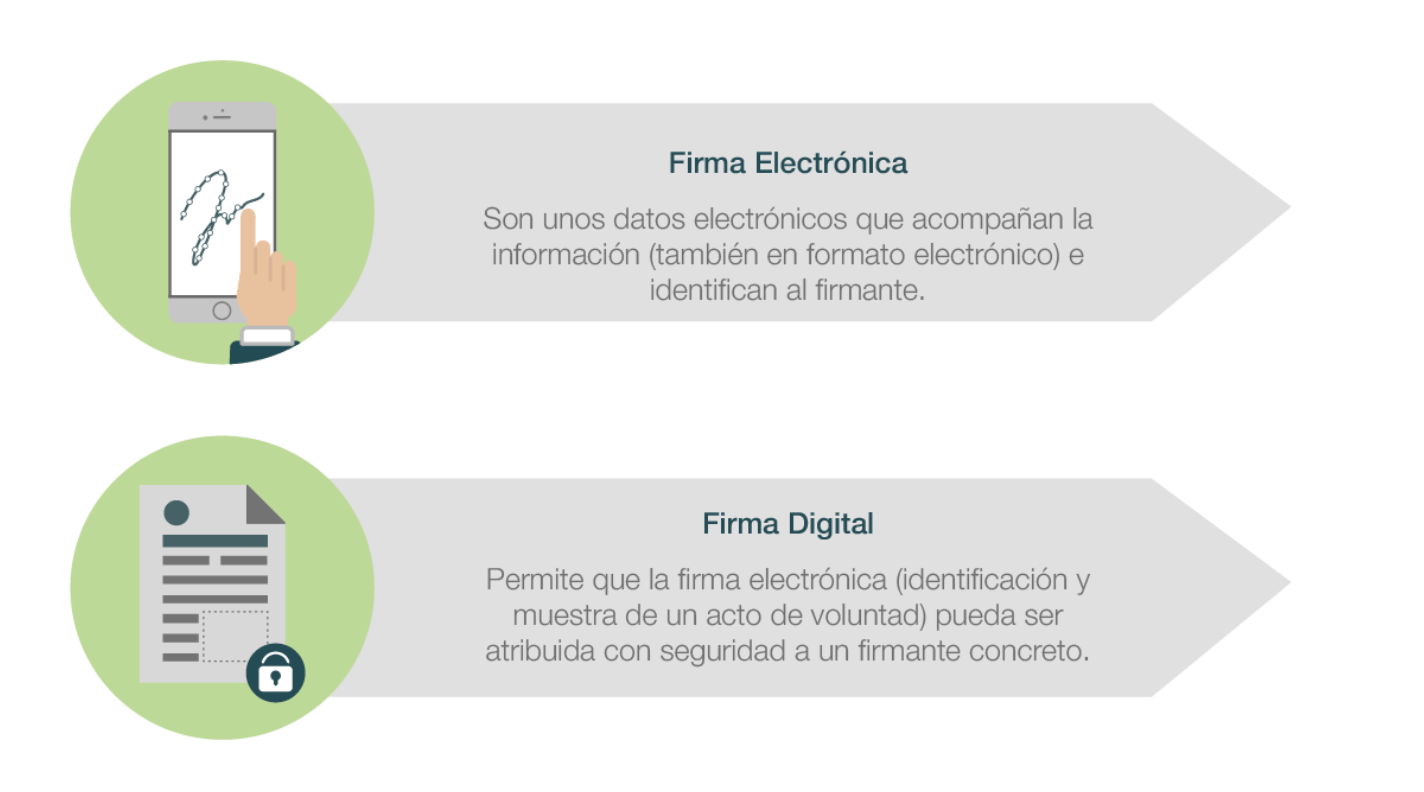 Firma Electrónica
Son unos datos electrónicos que acompañan la
información (también en formato electrónico) e
identifican al firmante.
Firma Digital
Permite que la firma electrónica (identificación y
muestra de un acto de voluntad) pueda ser
atribuida con seguridad a un firmante concreto.